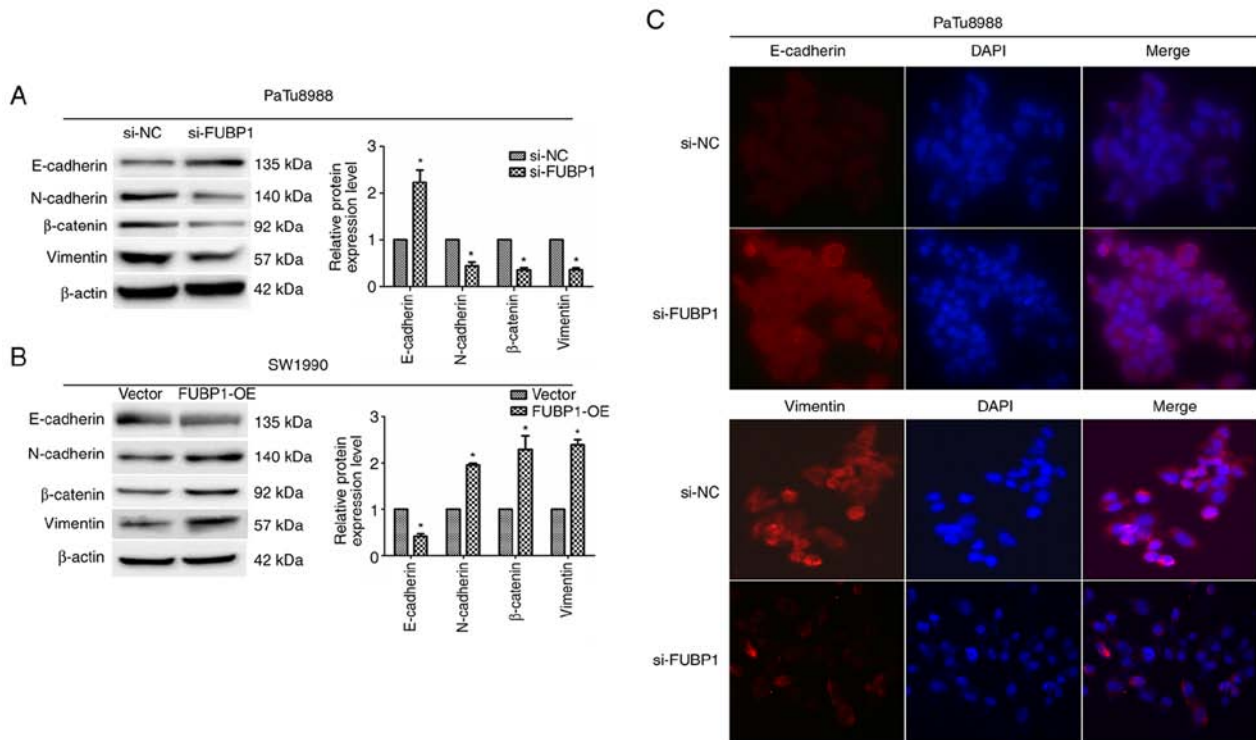 A
PaTu8988
si-NC si-FUBP1
E-cadherin 135 kDa
N-cadherin 140 kDa
β-catenin 92 kDa
Vimentin 57 kDa
β-actin 42 kDa
Relative protein
expression level
3
2
1
0
si-NC
si-FUBP1
* * * *
E-cadherin
N-cadherin
β-catenin
Vimentin
B
SW1990
Vector FUBP1-OE
E-cadherin 135 kDa
N-cadherin 140 kDa
β-catenin 92 kDa
Vimentin 57 kDa
β-actin 42 kDa
Relative protein
expression level
3
2
1
0
Vector
FUBP1-OE
* * * *
E-cadherin
N-cadherin
β-catenin
Vimentin
C
PaTu8988
E-cadherin DAPI Merge
si-NC
si-FUBP1
Vimentin DAPI Merge
si-NC
si-FUBP1